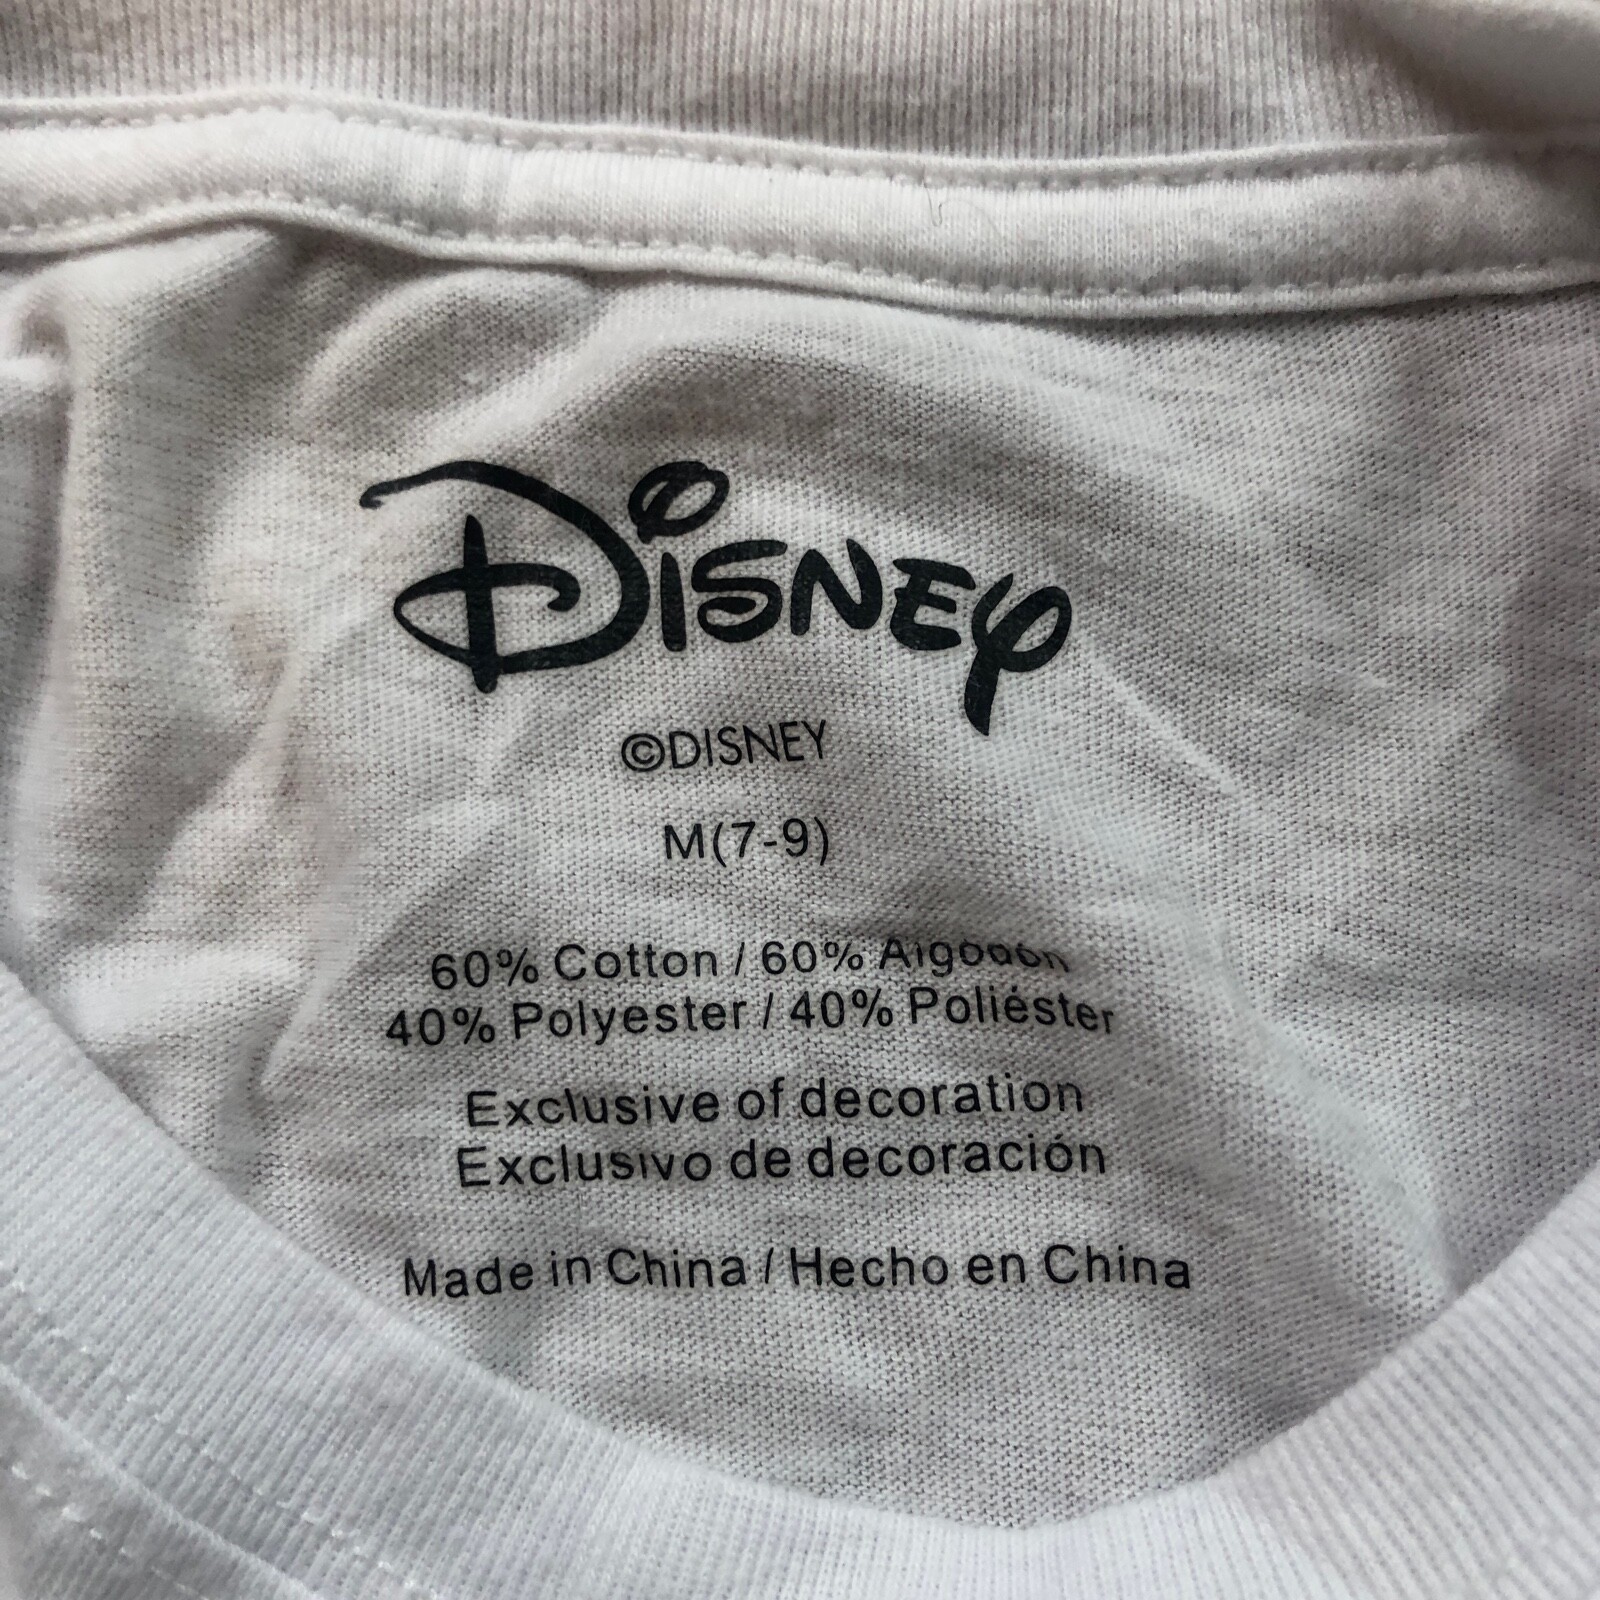 Disney
©DISNEY
M(7-9)
60% Cotton / 60% Algodón
40% Polyester / 40% Poliéster
Exclusive of decoration
Exclusivo de decoración
Made in China / Hecho en China